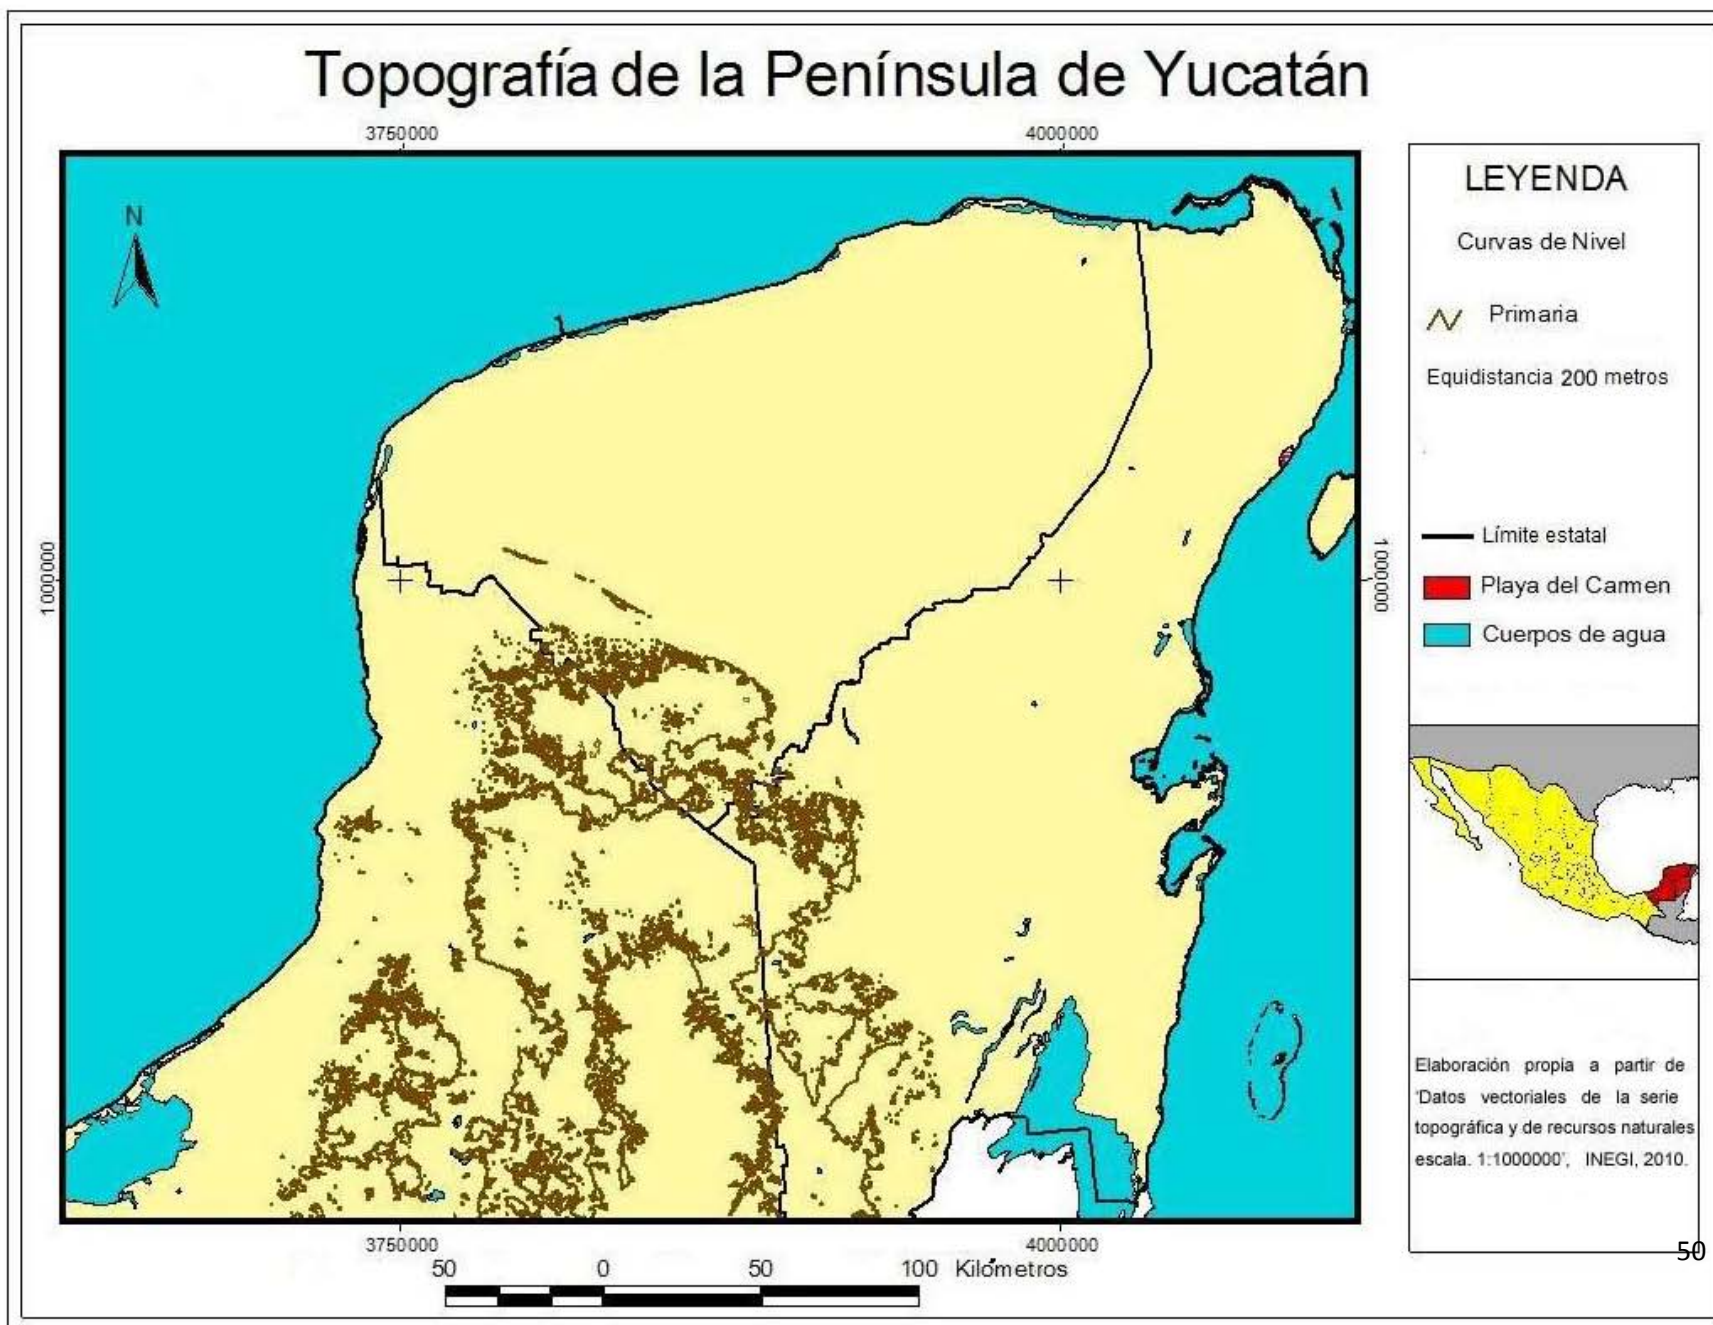 Topografía de la Península de Yucatán
3750000
4000000
N
1000000
1000000
3750000
4000000
50 0 50 100 Kilómetros
LEYENDA
Curvas de Nivel
Primaria
Equidistancia 200 metros
Límite estatal
Playa del Carmen
Cuerpos de agua
Elaboración propia a partir de
'Datos vectoriales de la serie
topográfica y de recursos naturales
escala. 1:1000000', INEGI, 2010.
50